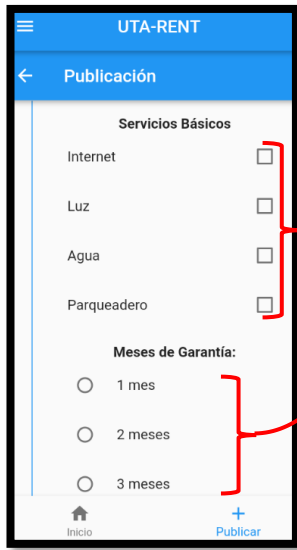 UTA-RENT
Publicación
Servicios Básicos
Internet
Luz
Agua
Parqueadero
Meses de Garantía:
1 mes
2 meses
3 meses
Inicio
Publicar